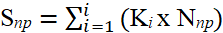 Sₙₚ = ∑ᵢ₌₁ⁱ (Kᵢ x Nₙₚ)